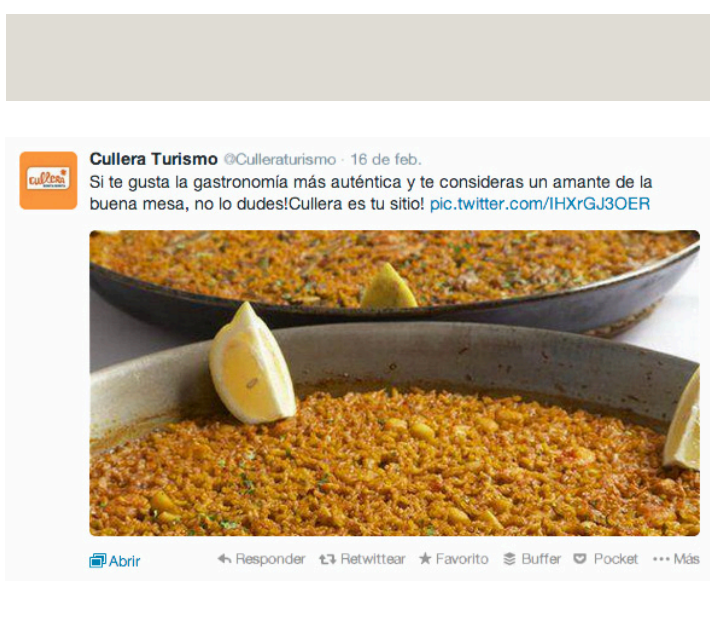 Cullera Turismo @Culleraturismo · 16 de feb.
Si te gusta la gastronomía más auténtica y te consideras un amante de la
buena mesa, no lo dudes!Cullera es tu sitio! pic.twitter.com/IHXrGJ3OER
cullera
Abrir Responder Retwittear Favorito Buffer Pocket ••• Más